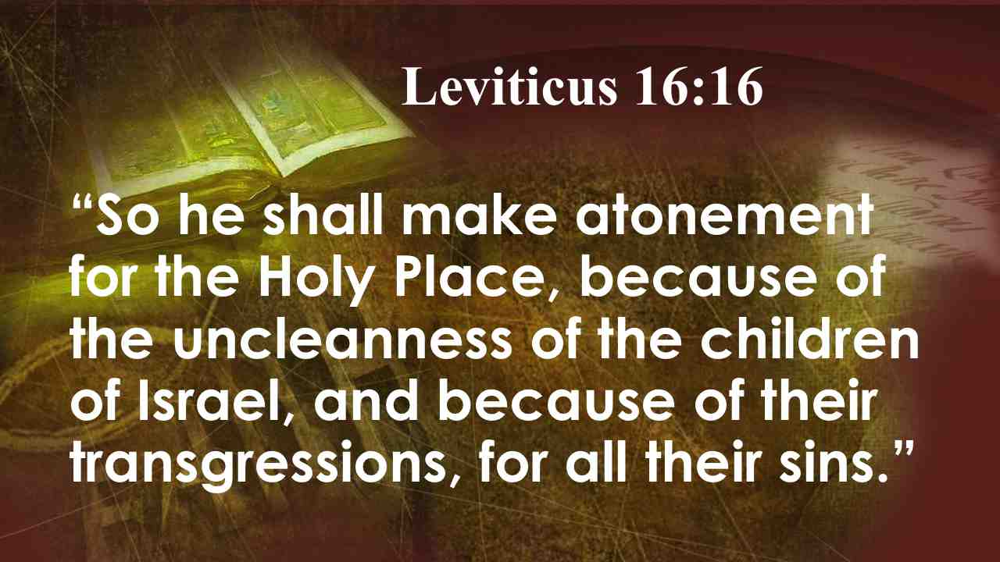 Leviticus 16:16
“So he shall make atonement
for the Holy Place, because of
the uncleanness of the children
of Israel, and because of their
transgressions, for all their sins.”